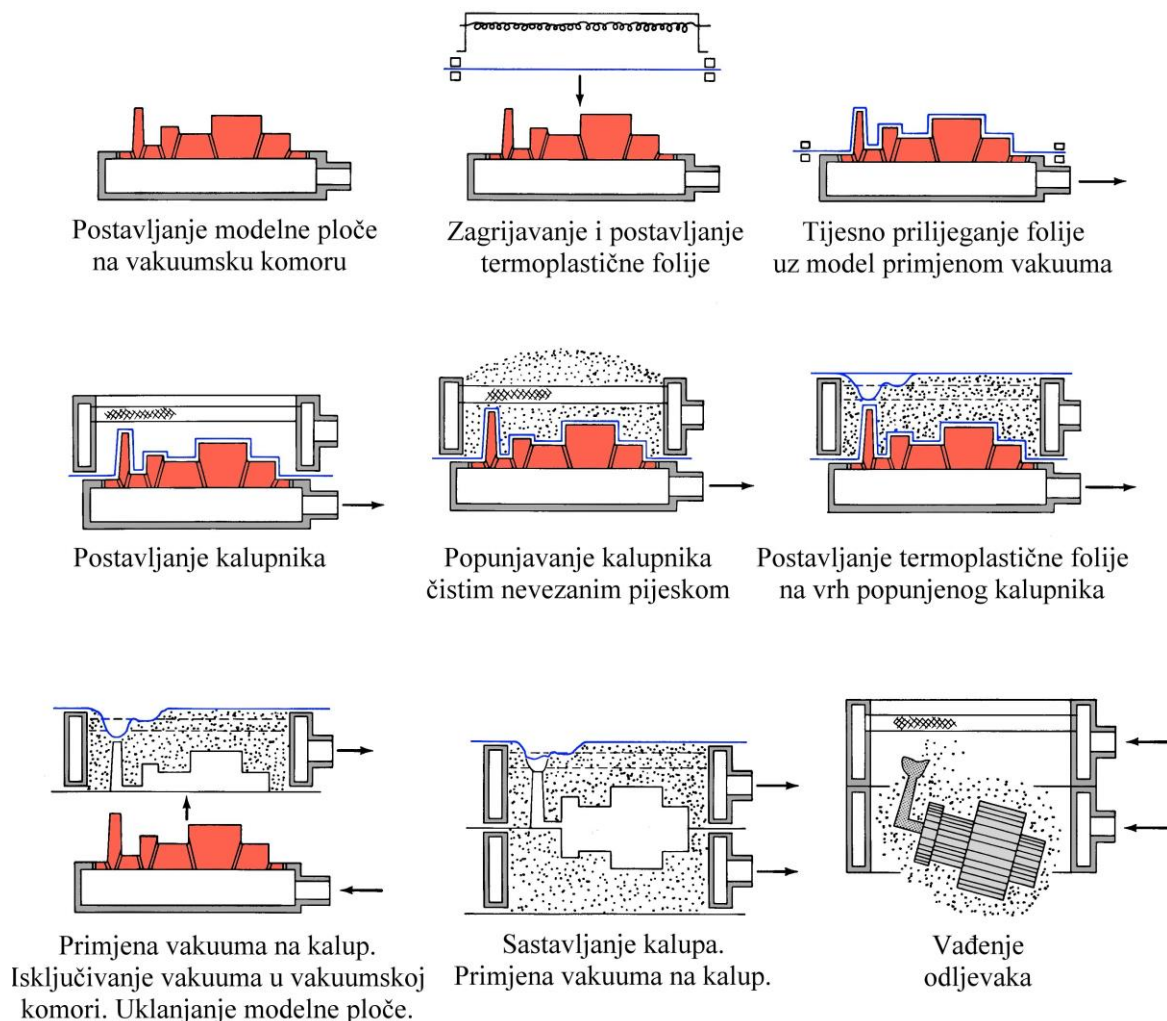 Postavljanje modelne ploče
na vakuumsku komoru
Zagrijavanje i postavljanje
termoplastične folije
Tijesno prilijeganje folije
uz model primjenom vakuuma
Postavljanje kalupnika
Popunjavanje kalupnika
čistim nevezanim pijeskom
Postavljanje termoplastične folije
na vrh popunjenog kalupnika
Primjena vakuuma na kalup.
Isključivanje vakuuma u vakuumskoj
komori. Uklanjanje modelne ploče.
Sastavljanje kalupa.
Primjena vakuuma na kalup.
Vađenje
odljevaka